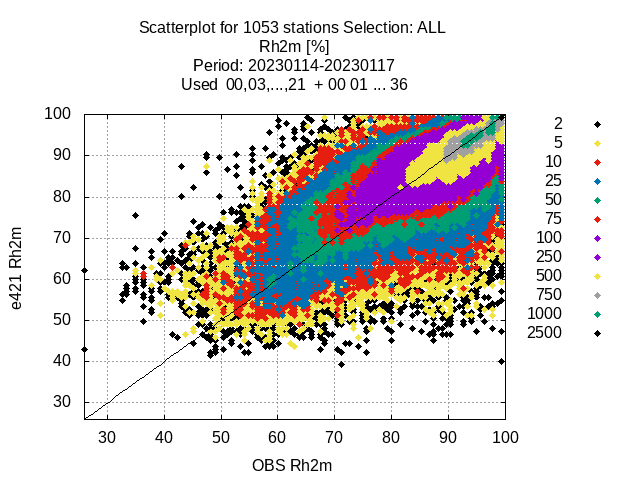 Scatterplot for 1053 stations Selection: ALL
Rh2m [%]
Period: 20230114-20230117
Used  00,03,...,21  + 00 01 ... 36
100
90
80
70
60
50
40
30
e421 Rh2m
30 40 50 60 70 80 90 100
OBS Rh2m
2
5
10
25
50
75
100
250
500
750
1000
2500